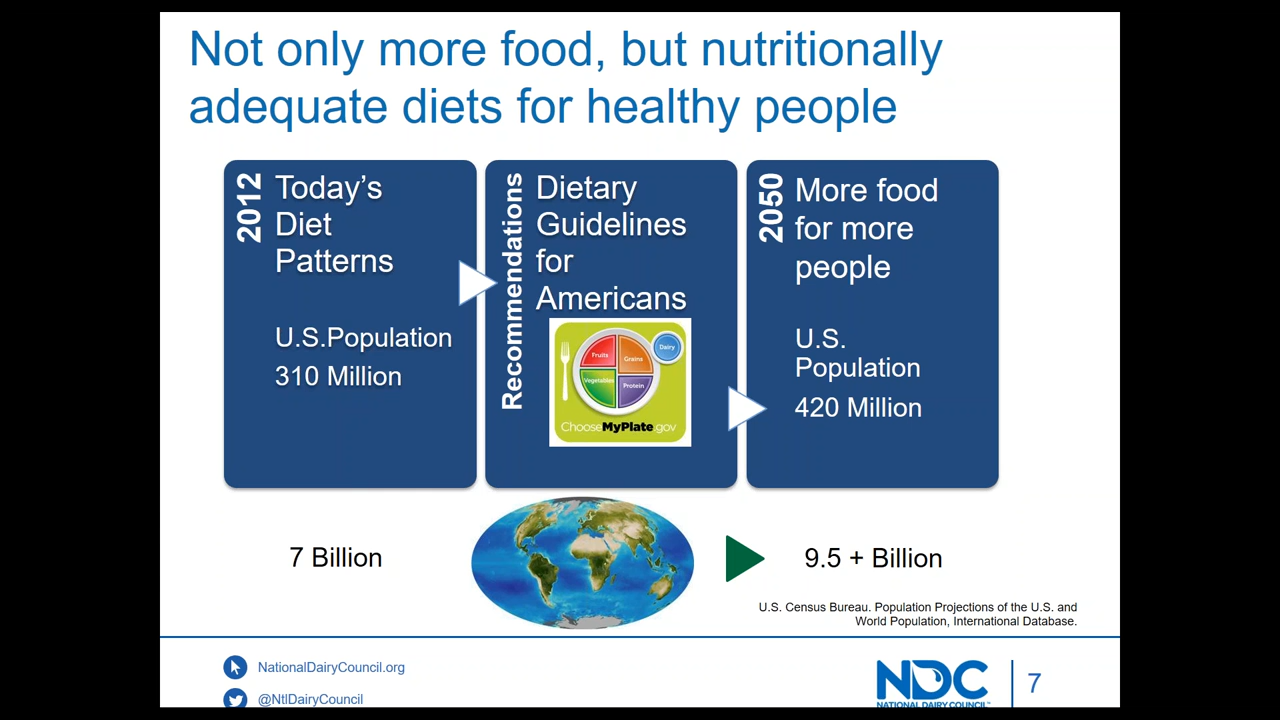 Not only more food, but nutritionally
adequate diets for healthy people
2012
Today’s
Diet
Patterns
U.S.Population
310 Million
Recommendations
Dietary
Guidelines
for
Americans
Fruits
Grains
Dairy
Vegetables
Protein
ChooseMyPlate.gov
2050
More food
for more
people
U.S.
Population
420 Million
7 Billion
9.5 + Billion
U.S. Census Bureau. Population Projections of the U.S. and
World Population, International Database.
NationalDairyCouncil.org
@NtlDairyCouncil
NDC
NATIONAL DAIRY COUNCIL
7